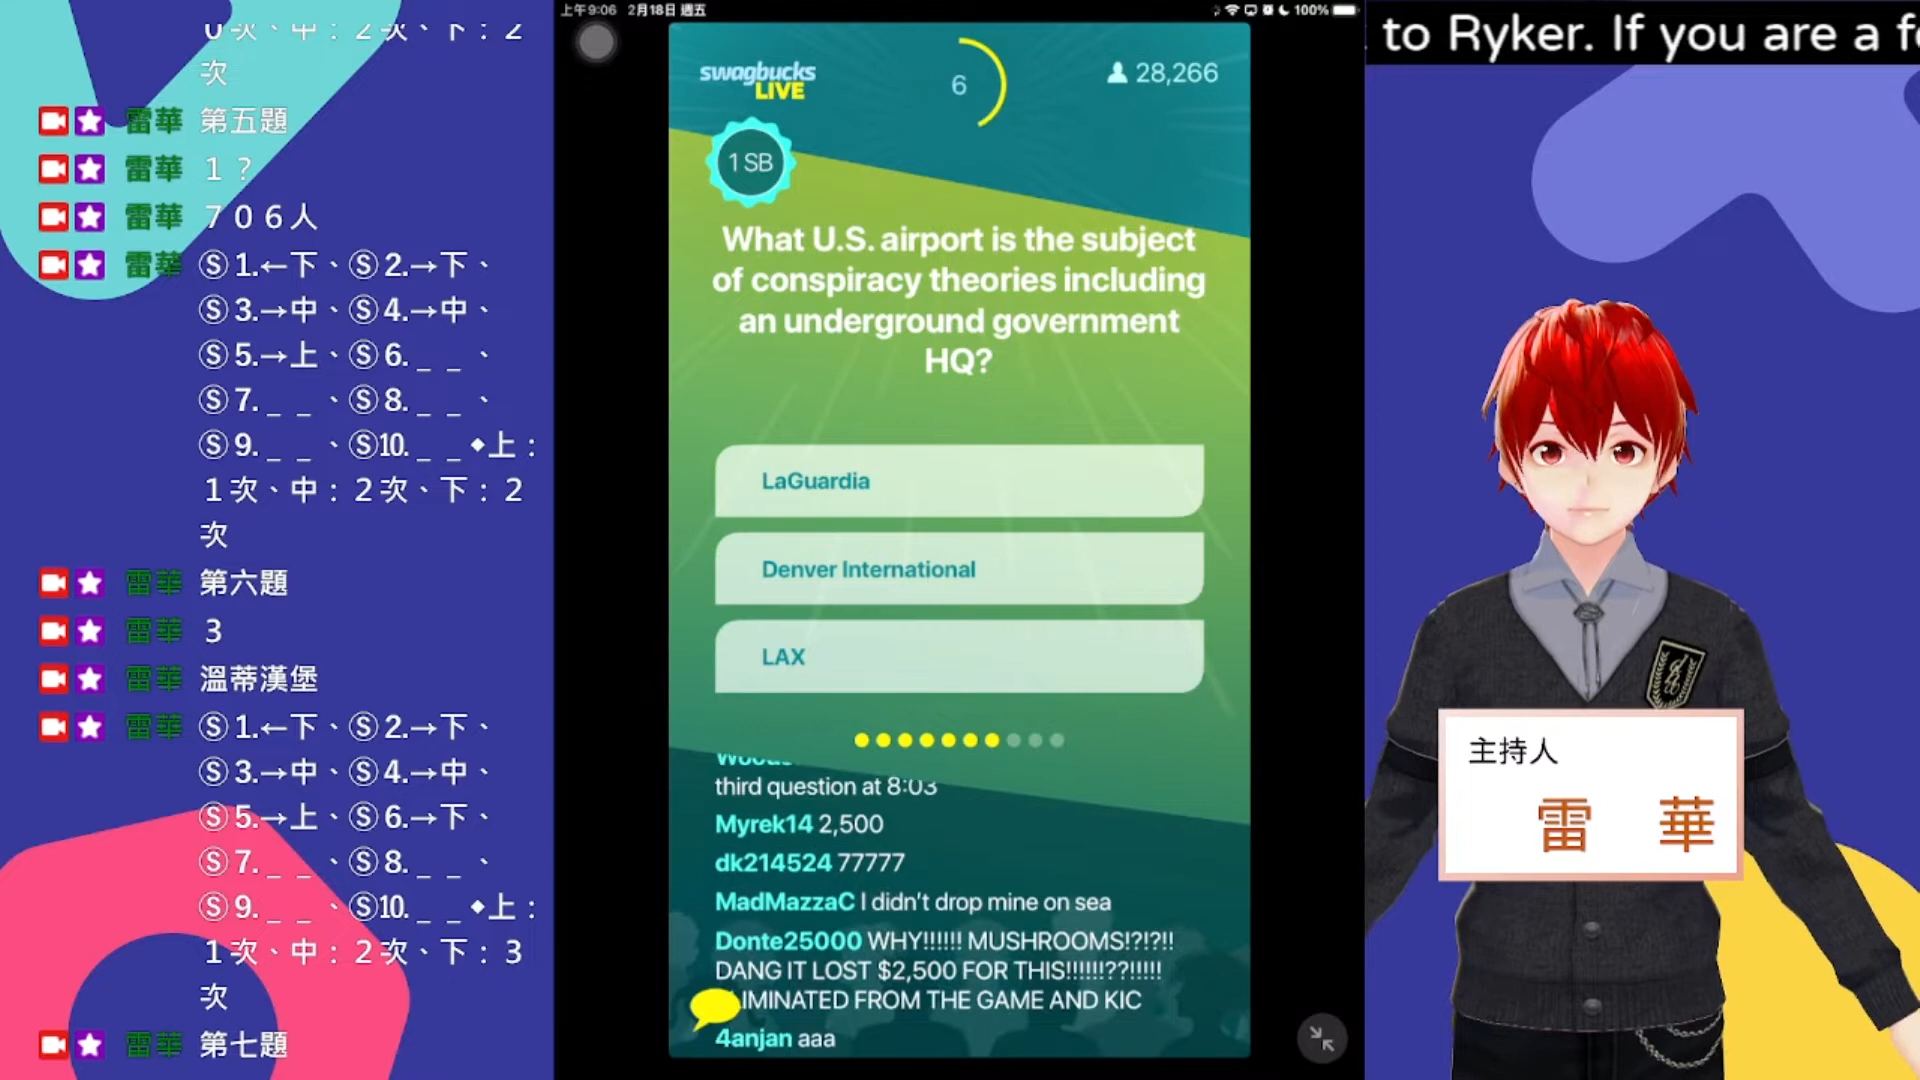 0次、中：2次、下：2
次
雷華 第五題
雷華 1？
雷華 706人
雷華 Ⓢ1.←下、Ⓢ2.→下、
Ⓢ3.→中、Ⓢ4.→中、
Ⓢ5.→上、Ⓢ6._ _、
Ⓢ7._ _、Ⓢ8._ _、
Ⓢ9._ _、Ⓢ10._ _◆上：
1次、中：2次、下：2
次
雷華 第六題
雷華 3
雷華 溫蒂漢堡
雷華 Ⓢ1.←下、Ⓢ2.→下、
Ⓢ3.→中、Ⓢ4.→中、
Ⓢ5.→上、Ⓢ6.→下、
Ⓢ7._ _、Ⓢ8._ _、
Ⓢ9._ _、Ⓢ10._ _◆上：
1次、中：2次、下：3
次
雷華 第七題
上午9:06 2月18日 週五
100%
swagbucks
LIVE
6
28,266
1 SB
What U.S. airport is the subject
of conspiracy theories including
an underground government
HQ?
LaGuardia
Denver International
LAX
third question at 8:03
Myrek14 2,500
dk214524 77777
MadMazzaC I didn't drop mine on sea
Donte25000 WHY!!!!!! MUSHROOMS!?!?!!
DANG IT LOST $2,500 FOR THIS!!!!!!??!!!!!
IMINATED FROM THE GAME AND KIC
4anjan aaa
to Ryker. If you are a fe
主持人
雷 華